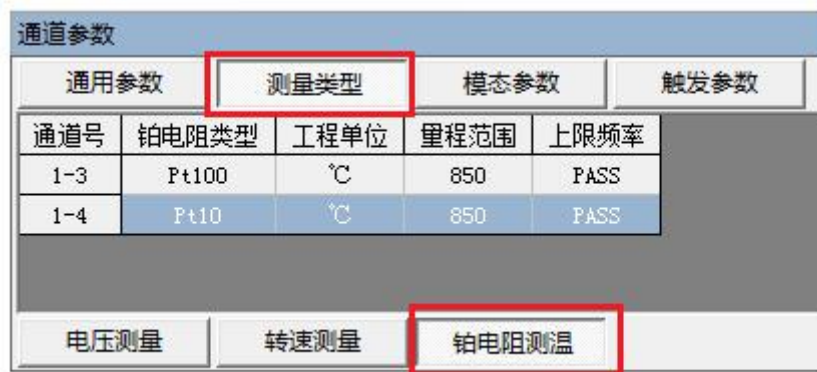 通道参数
通用参数 测量类型 模态参数 触发参数
通道号 铂电阻类型 工程单位 量程范围 上限频率
1-3 Pt100 ℃ 850 PASS
1-4 Pt10 ℃ 850 PASS
电压测量 转速测量 铂电阻测温